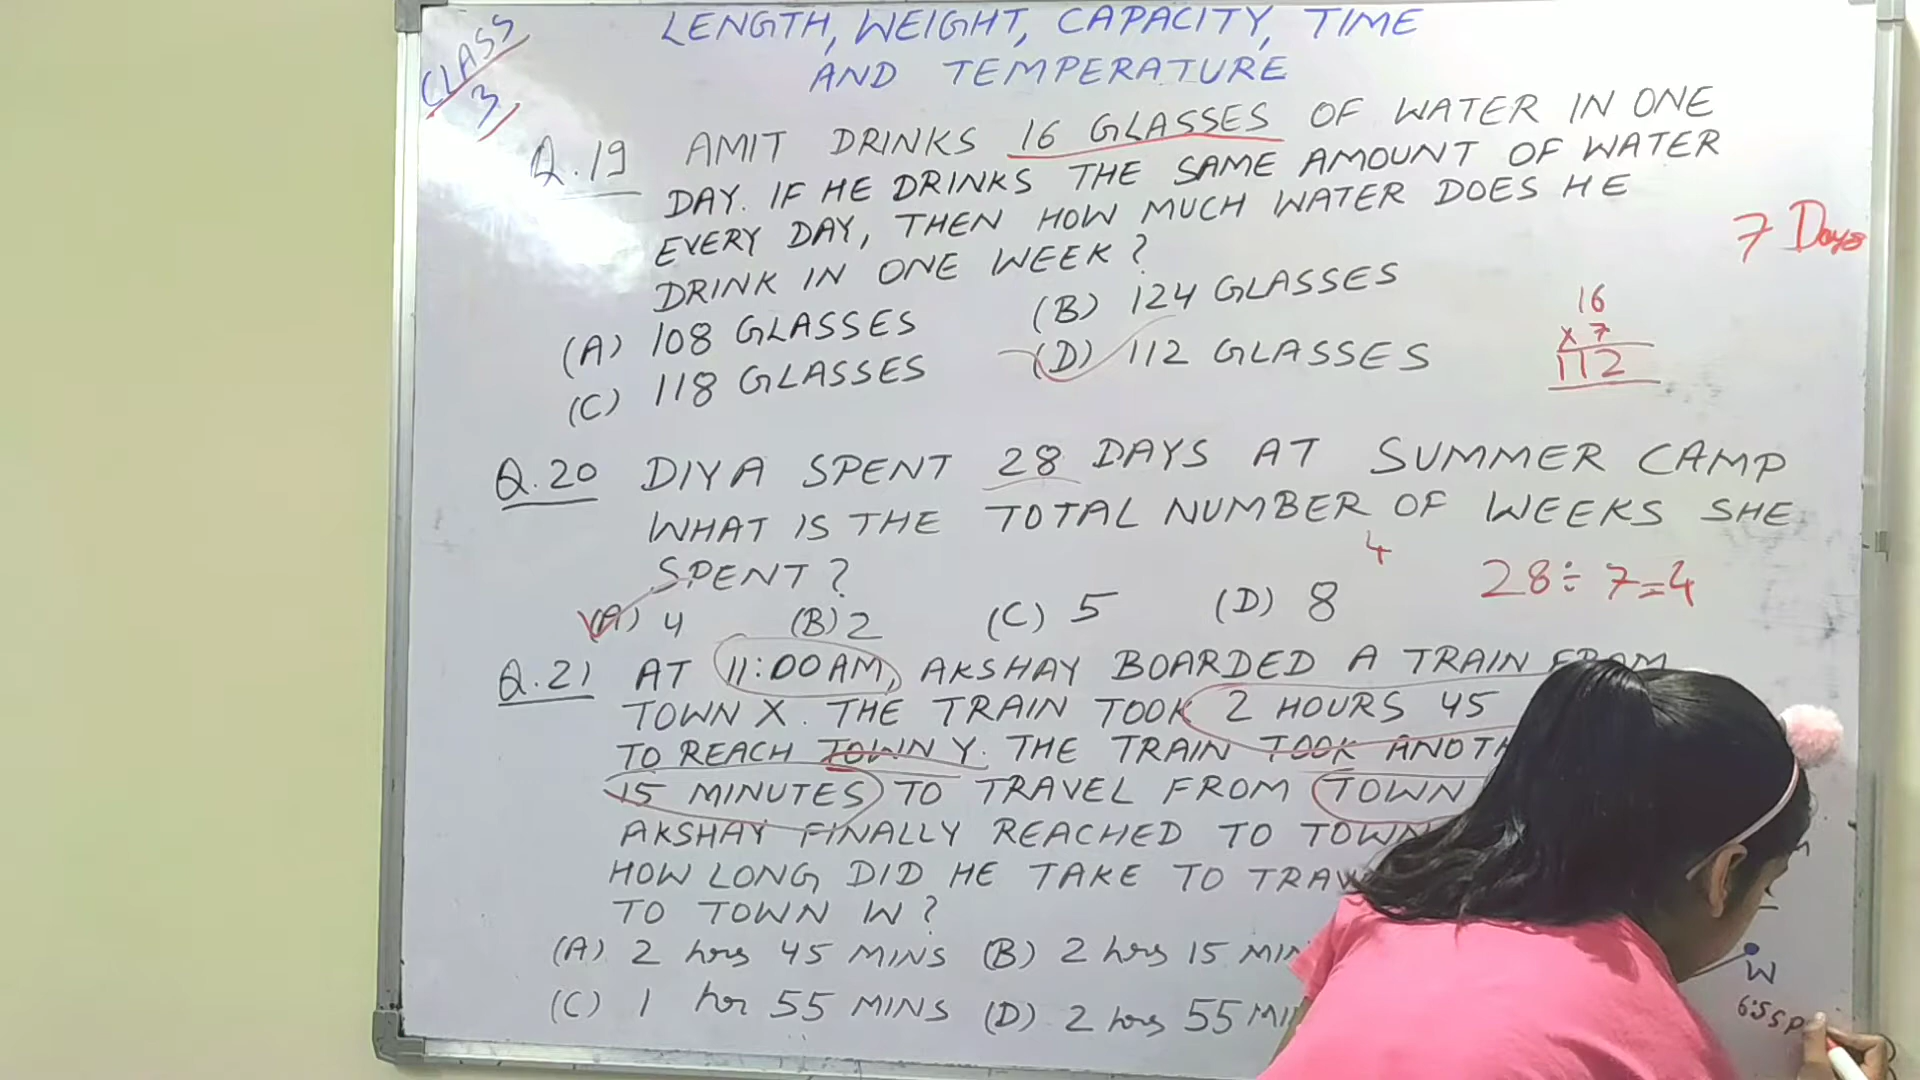 CLASS
3
LENGTH, WEIGHT, CAPACITY, TIME
AND TEMPERATURE
Q.19 AMIT DRINKS 16 GLASSES OF WATER IN ONE
DAY. IF HE DRINKS THE SAME AMOUNT OF WATER
EVERY DAY, THEN HOW MUCH WATER DOES HE
DRINK IN ONE WEEK?
7 Days
(A) 108 GLASSES (B) 124 GLASSES
(C) 118 GLASSES (D) 112 GLASSES
16
x 7
112
Q.20 DIYA SPENT 28 DAYS AT SUMMER CAMP
WHAT IS THE TOTAL NUMBER OF WEEKS SHE
SPENT?
4
28÷7=4
(A) 4 (B) 2 (C) 5 (D) 8
Q.21 AT 11:00AM, AKSHAY BOARDED A TRAIN FROM
TOWN X. THE TRAIN TOOK 2 HOURS 45
TO REACH TOWN Y. THE TRAIN TOOK
15 MINUTES TO TRAVEL FROM TOWN
AKSHAY FINALLY REACHED TO TOWN
HOW LONG DID HE TAKE TO
TO TOWN W?
(A) 2 hrs 45 MINS (B) 2 hrs 15
(C) 1 hr 55 MINS (D) 2 hrs 55
W
6:55